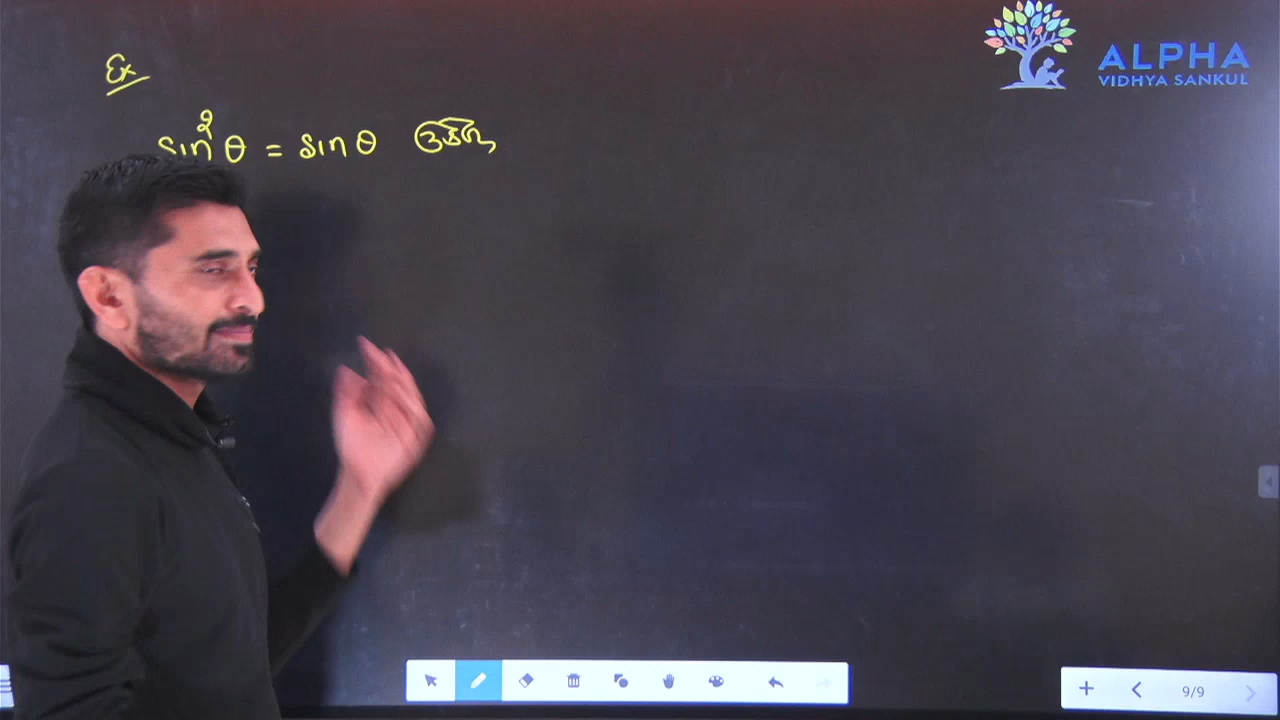 ALPHA
VIDHYA SANKUL
Ex
sin²θ = sinθ ઉકેલ
9/9